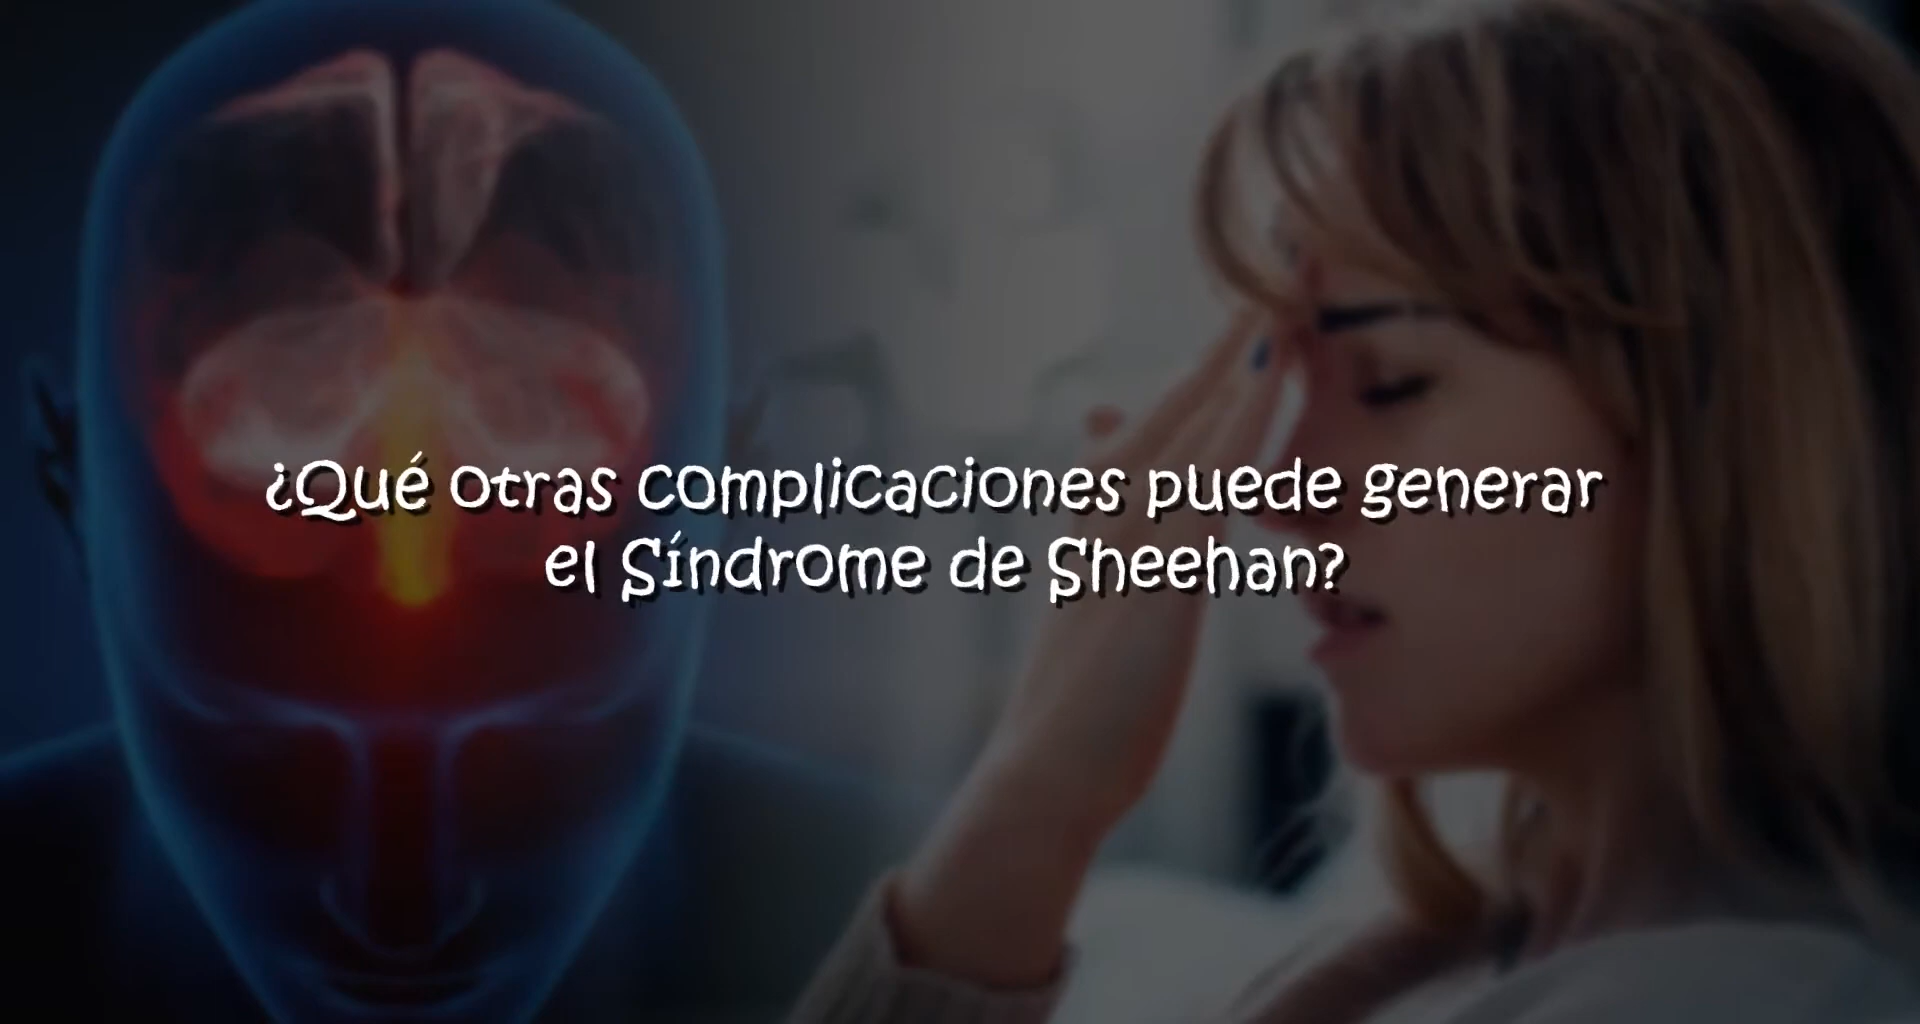 ¿Qué otras complicaciones puede generar
el Síndrome de Sheehan?